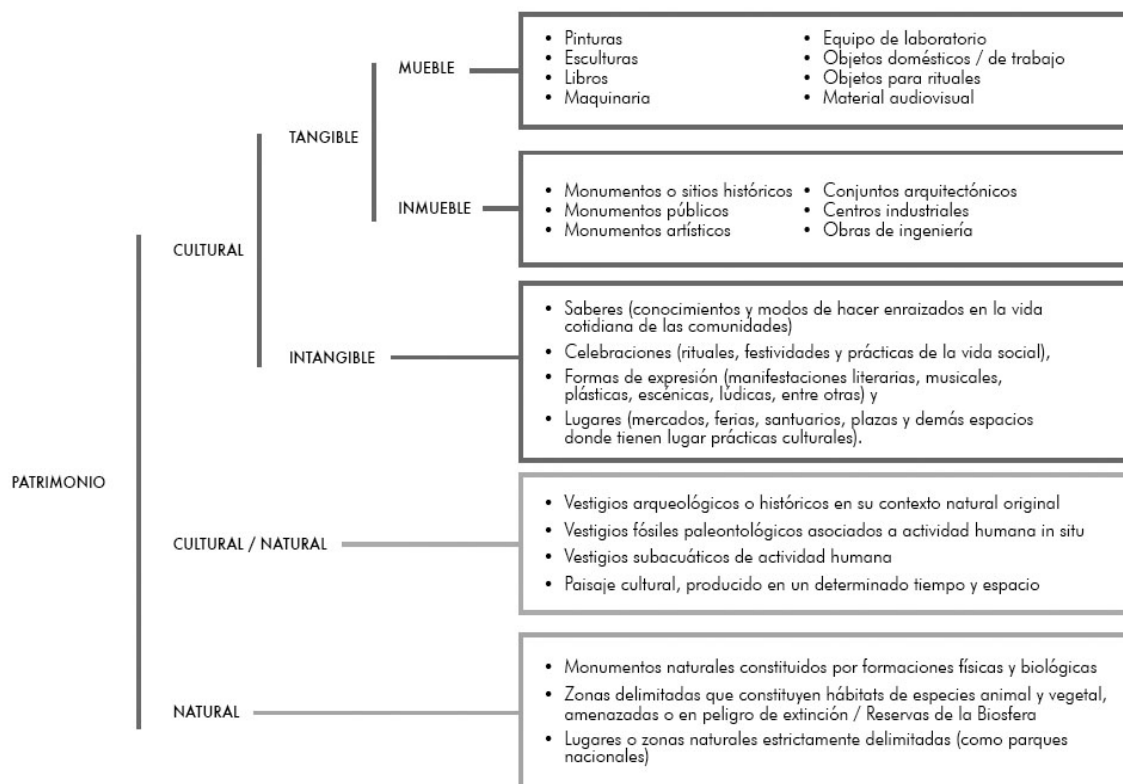 PATRIMONIO
CULTURAL
TANGIBLE
MUEBLE
• Pinturas
• Esculturas
• Libros
• Maquinaria
• Equipo de laboratorio
• Objetos domésticos / de trabajo
• Objetos para rituales
• Material audiovisual
INMUEBLE
• Monumentos o sitios históricos
• Monumentos públicos
• Monumentos artísticos
• Conjuntos arquitectónicos
• Centros industriales
• Obras de ingeniería
INTANGIBLE
• Saberes (conocimientos y modos de hacer enraizados en la vida
cotidiana de las comunidades)
• Celebraciones (rituales, festividades y prácticas de la vida social),
• Formas de expresión (manifestaciones literarias, musicales,
plásticas, escénicas, lúdicas, entre otras) y
• Lugares (mercados, ferias, santuarios, plazas y demás espacios
donde tienen lugar prácticas culturales).
CULTURAL / NATURAL
• Vestigios arqueológicos o históricos en su contexto natural original
• Vestigios fósiles paleontológicos asociados a actividad humana in situ
• Vestigios subacuáticos de actividad humana
• Paisaje cultural, producido en un determinado tiempo y espacio
NATURAL
• Monumentos naturales constituidos por formaciones físicas y biológicas
• Zonas delimitadas que constituyen hábitats de especies animal y vegetal,
amenazadas o en peligro de extinción / Reservas de la Biosfera
• Lugares o zonas naturales estrictamente delimitadas (como parques
nacionales)